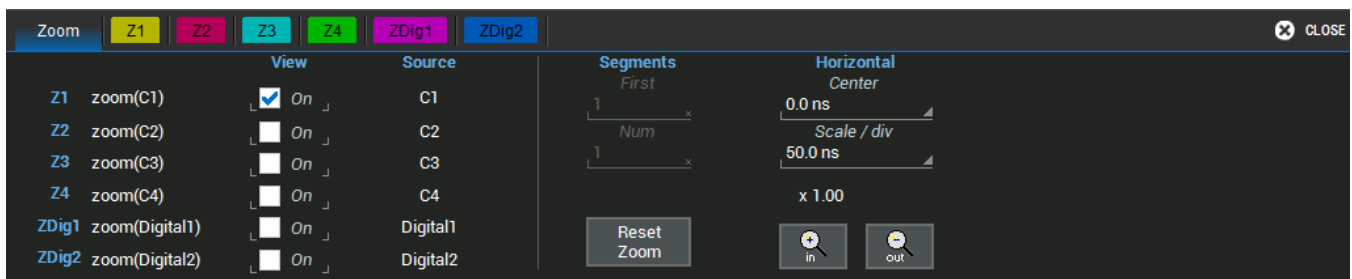 Zoom Z1 Z2 Z3 Z4 ZDig1 ZDig2 CLOSE
View Source Segments Horizontal
First Center
Z1 zoom(C1) On C1 1 0.0 ns
Z2 zoom(C2) On C2 Num Scale / div
Z3 zoom(C3) On C3 1 50.0 ns
Z4 zoom(C4) On C4 x 1.00
ZDig1 zoom(Digital1) On Digital1 Reset
ZDig2 zoom(Digital2) On Digital2 Zoom in out